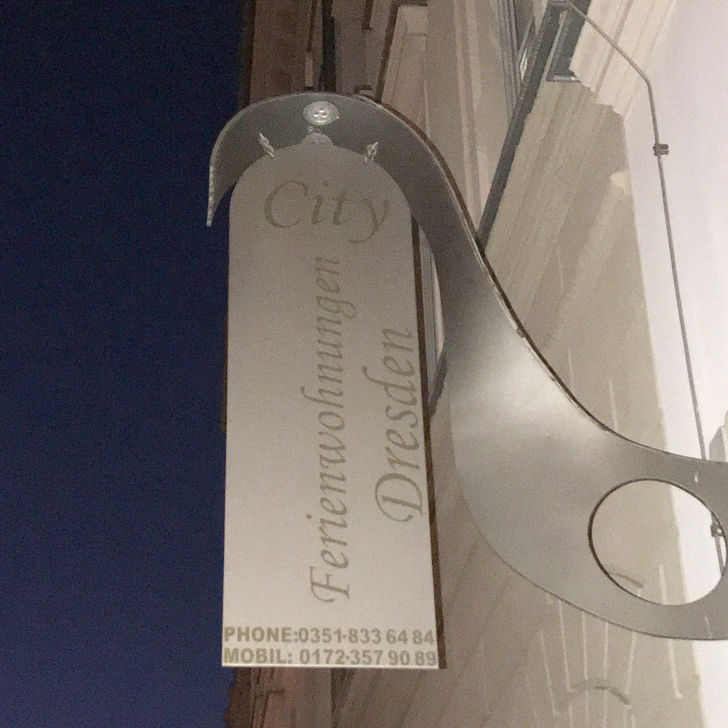 City
Ferienwohnungen
Dresden
PHONE:0351-833 64 84
MOBIL: 0172-357 90 89